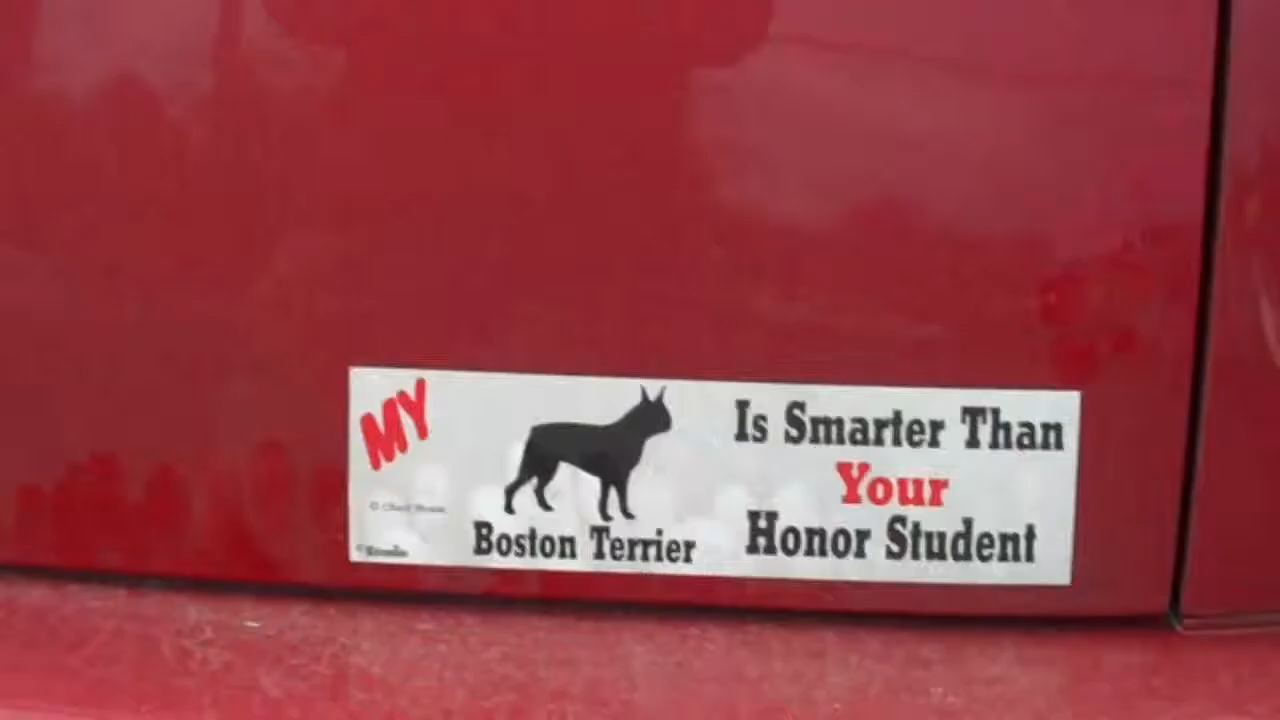 MY
Boston Terrier
Is Smarter Than
Your
Honor Student